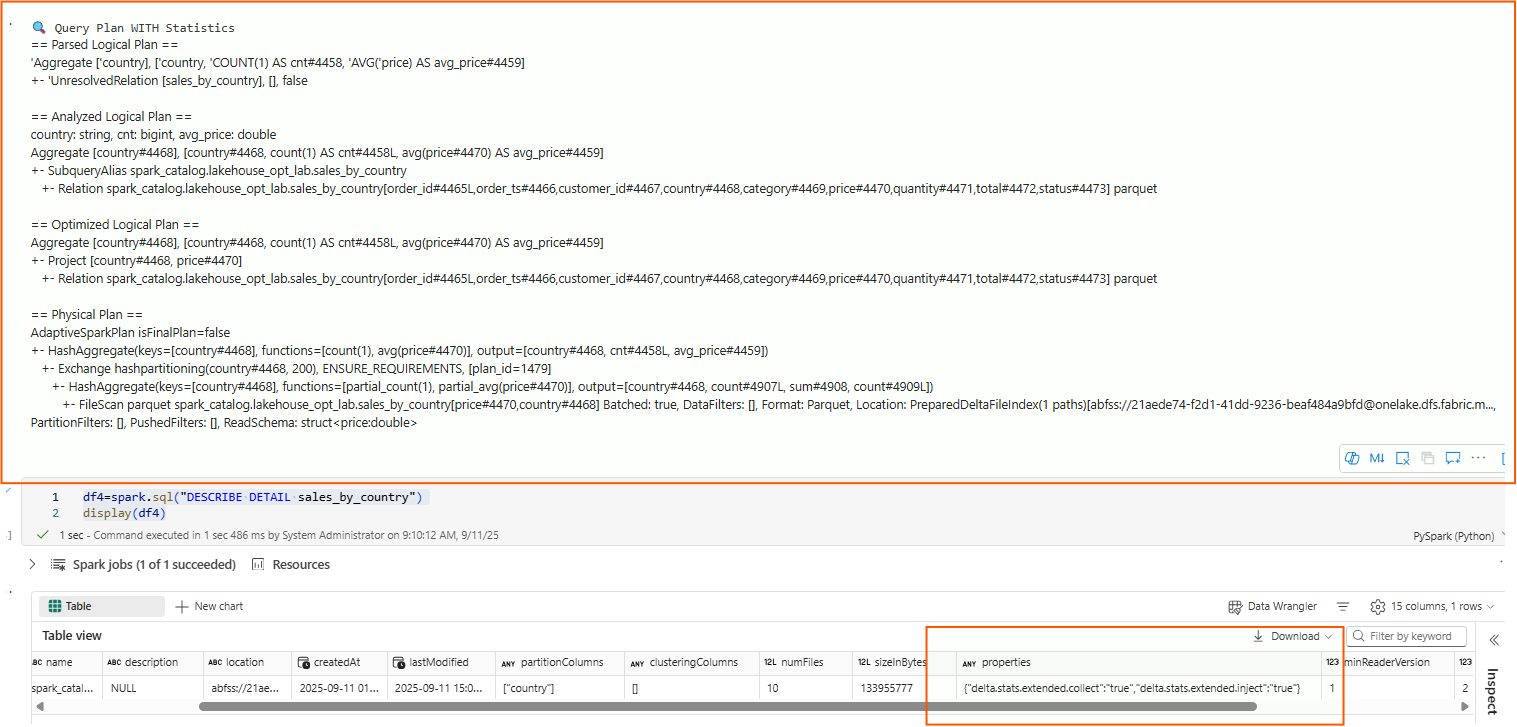 Query Plan WITH Statistics
== Parsed Logical Plan ==
'Aggregate ['country], ['country, 'COUNT(1) AS cnt#4458, 'AVG('price) AS avg_price#4459]
+- 'UnresolvedRelation [sales_by_country], [], false
== Analyzed Logical Plan ==
country: string, cnt: bigint, avg_price: double
Aggregate [country#4468], [country#4468, count(1) AS cnt#4458L, avg(price#4470) AS avg_price#4459]
+- SubqueryAlias spark_catalog.lakehouse_opt_lab.sales_by_country
+- Relation spark_catalog.lakehouse_opt_lab.sales_by_country[order_id#4465L,order_ts#4466,customer_id#4467,country#4468,category#4469,price#4470,quantity#4471,total#4472,status#4473] parquet
== Optimized Logical Plan ==
Aggregate [country#4468], [country#4468, count(1) AS cnt#4458L, avg(price#4470) AS avg_price#4459]
+- Project [country#4468, price#4470]
+- Relation spark_catalog.lakehouse_opt_lab.sales_by_country[order_id#4465L,order_ts#4466,customer_id#4467,country#4468,category#4469,price#4470,quantity#4471,total#4472,status#4473] parquet
== Physical Plan ==
AdaptiveSparkPlan isFinalPlan=false
+- HashAggregate(keys=[country#4468], functions=[count(1), avg(price#4470)], output=[country#4468, cnt#4458L, avg_price#4459])
+- Exchange hashpartitioning(country#4468, 200), ENSURE_REQUIREMENTS, [plan_id=1479]
+- HashAggregate(keys=[country#4468], functions=[partial_count(1), partial_avg(price#4470)], output=[country#4468, count#4907L, sum#4908, count#4909L])
+- FileScan parquet spark_catalog.lakehouse_opt_lab.sales_by_country[price#4470,country#4468] Batched: true, DataFilters: [], Format: Parquet, Location: PreparedDeltaFileIndex(1 paths)[abfss://21aede74-f2d1-41dd-9236-beaf484a9bfd@onelake.dfs.fabric.m...,
PartitionFilters: [], PushedFilters: [], ReadSchema: struct<price:double>
M↓
1 df4=spark.sql("DESCRIBE DETAIL sales_by_country")
2 display(df4)
1 sec - Command executed in 1 sec 486 ms by System Administrator on 9:10:12 AM, 9/11/25
PySpark (Python)
Spark jobs (1 of 1 succeeded) Resources
Table New chart Data Wrangler 15 columns, 1 rows
Table view Download Filter by keyword
ABC name ABC description ABC location createdAt lastModified ANY partitionColumns ANY clusteringColumns 12L numFiles 12L sizeInBytes ANY properties 123 minReaderVersion 123
spark_catal... NULL abfss://21ae... 2025-09-11 01... 2025-09-11 15:0... ["country"] [] 10 133955777 {"delta.stats.extended.collect":"true","delta.stats.extended.inject":"true"} 1 2
Inspect